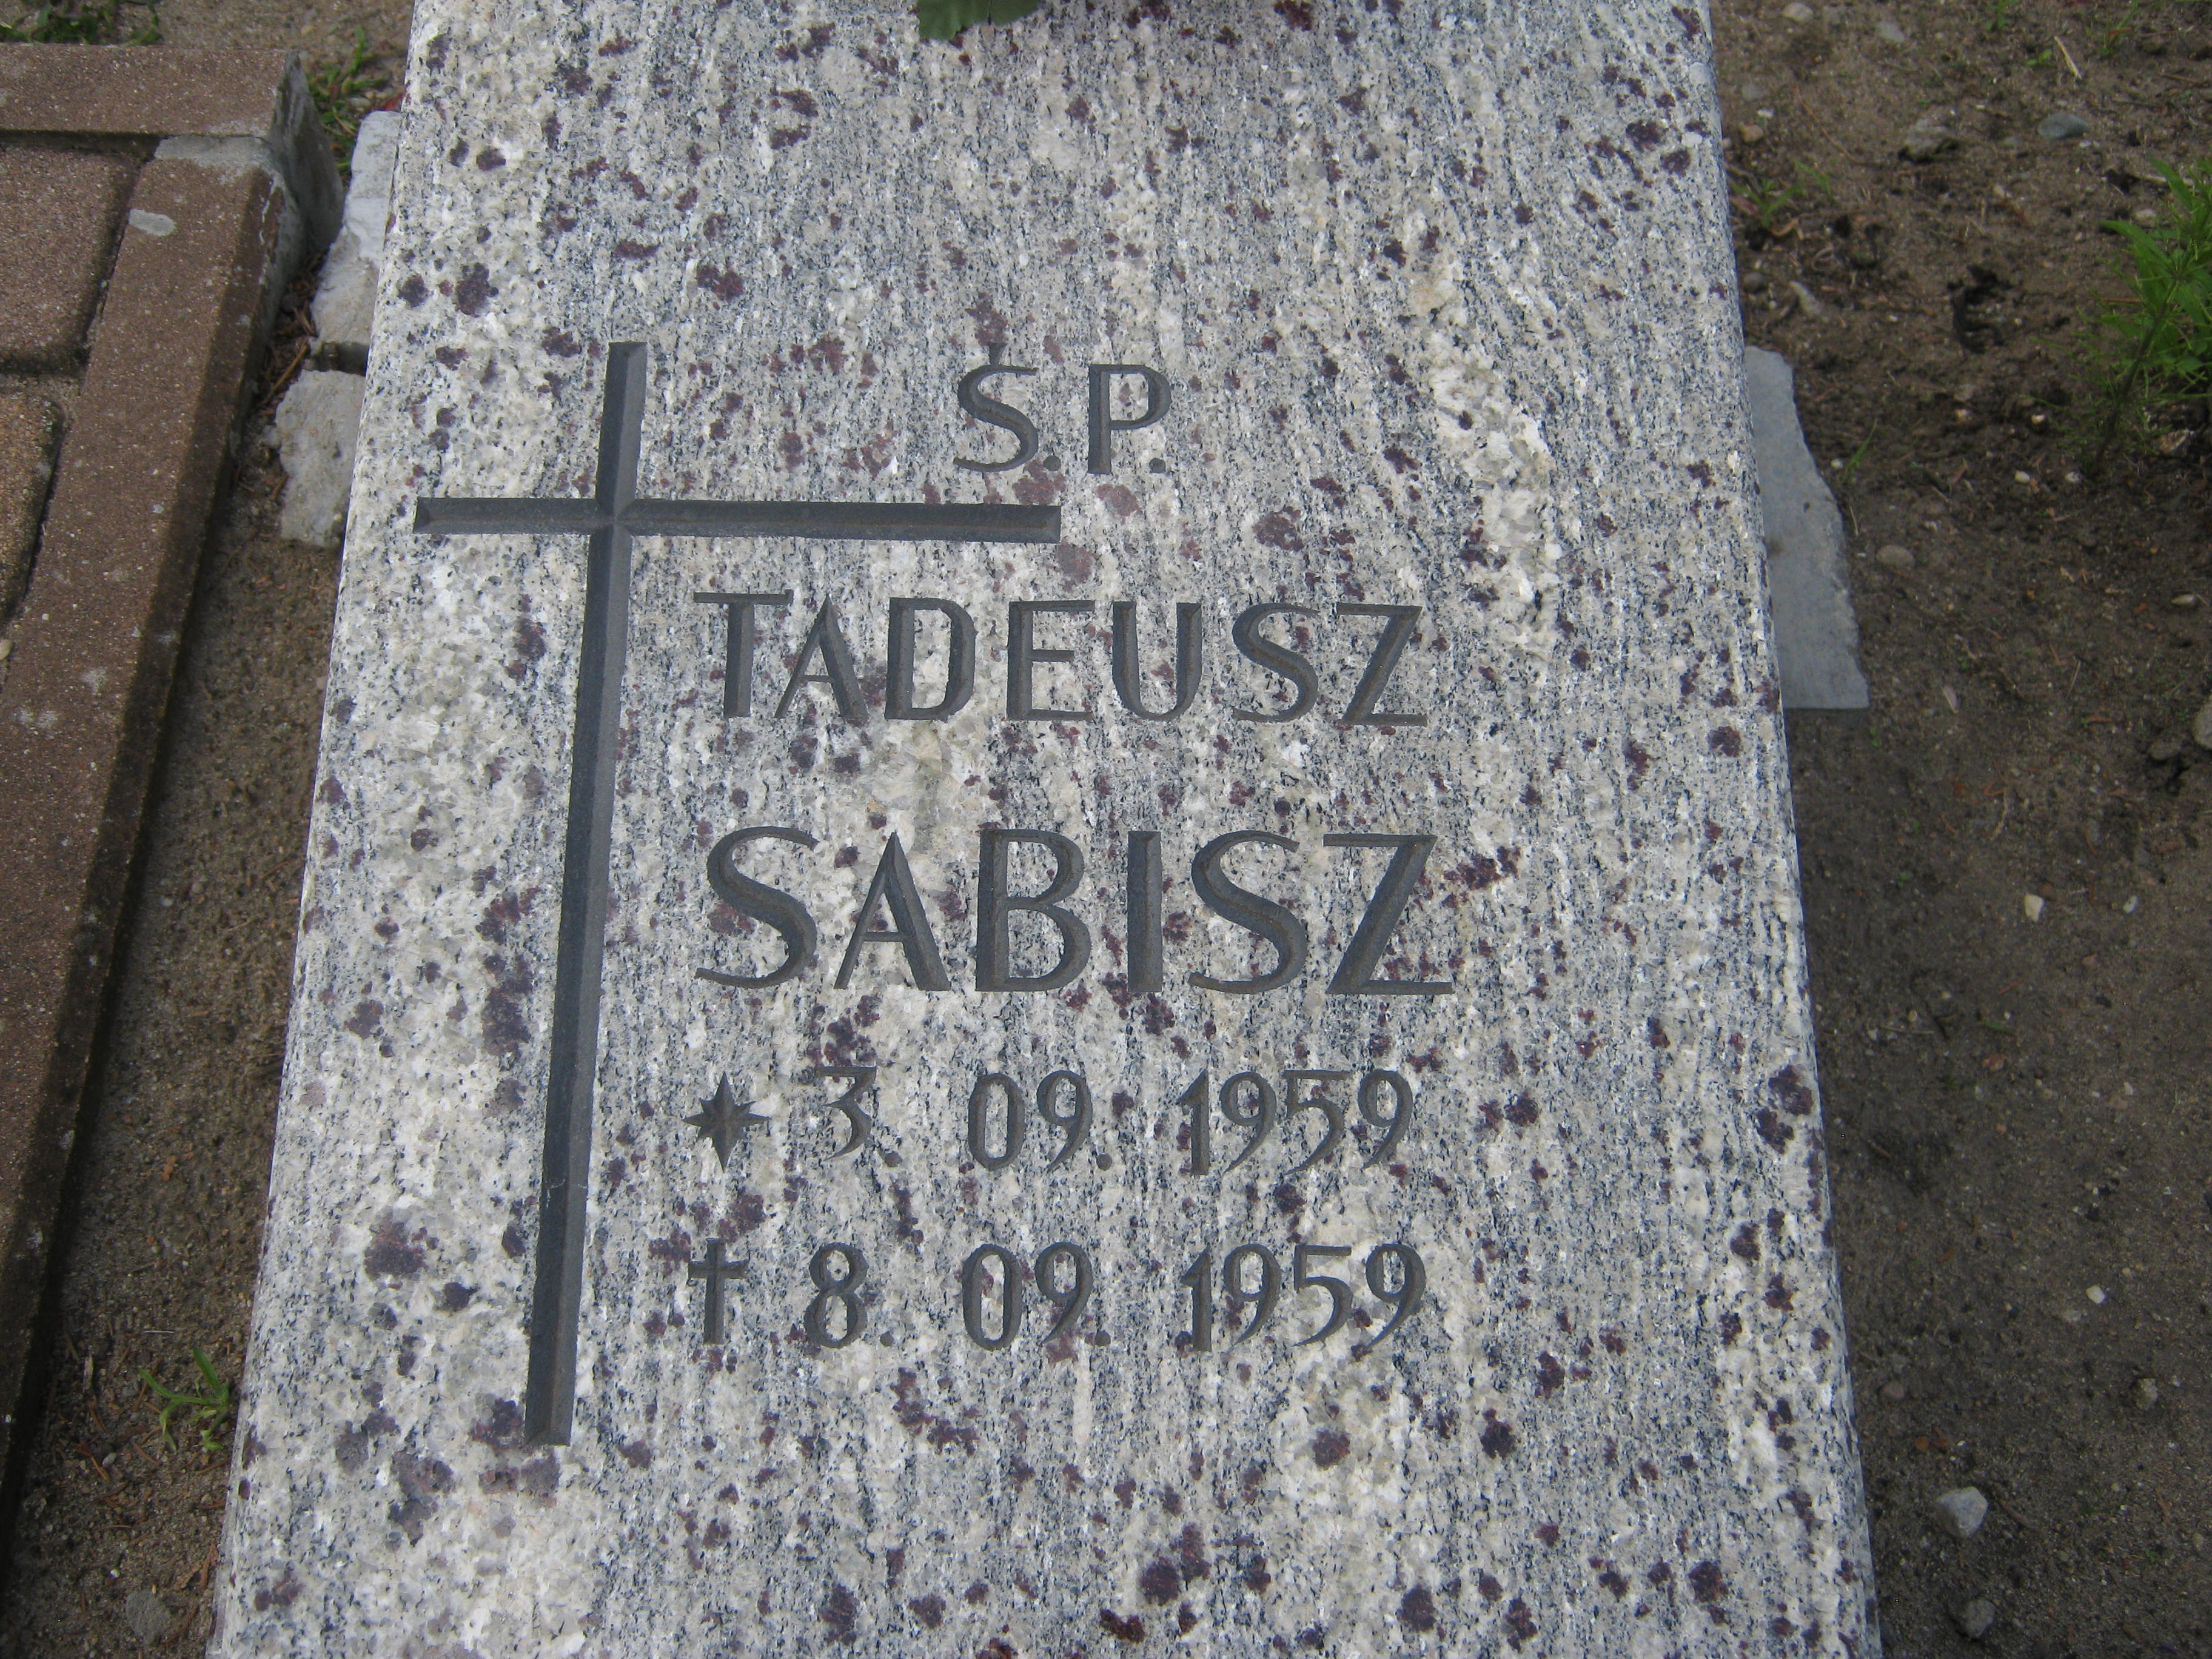 Ś.P.
TADEUSZ
SABISZ
✶ 3. 09. 1959
† 8. 09. 1959